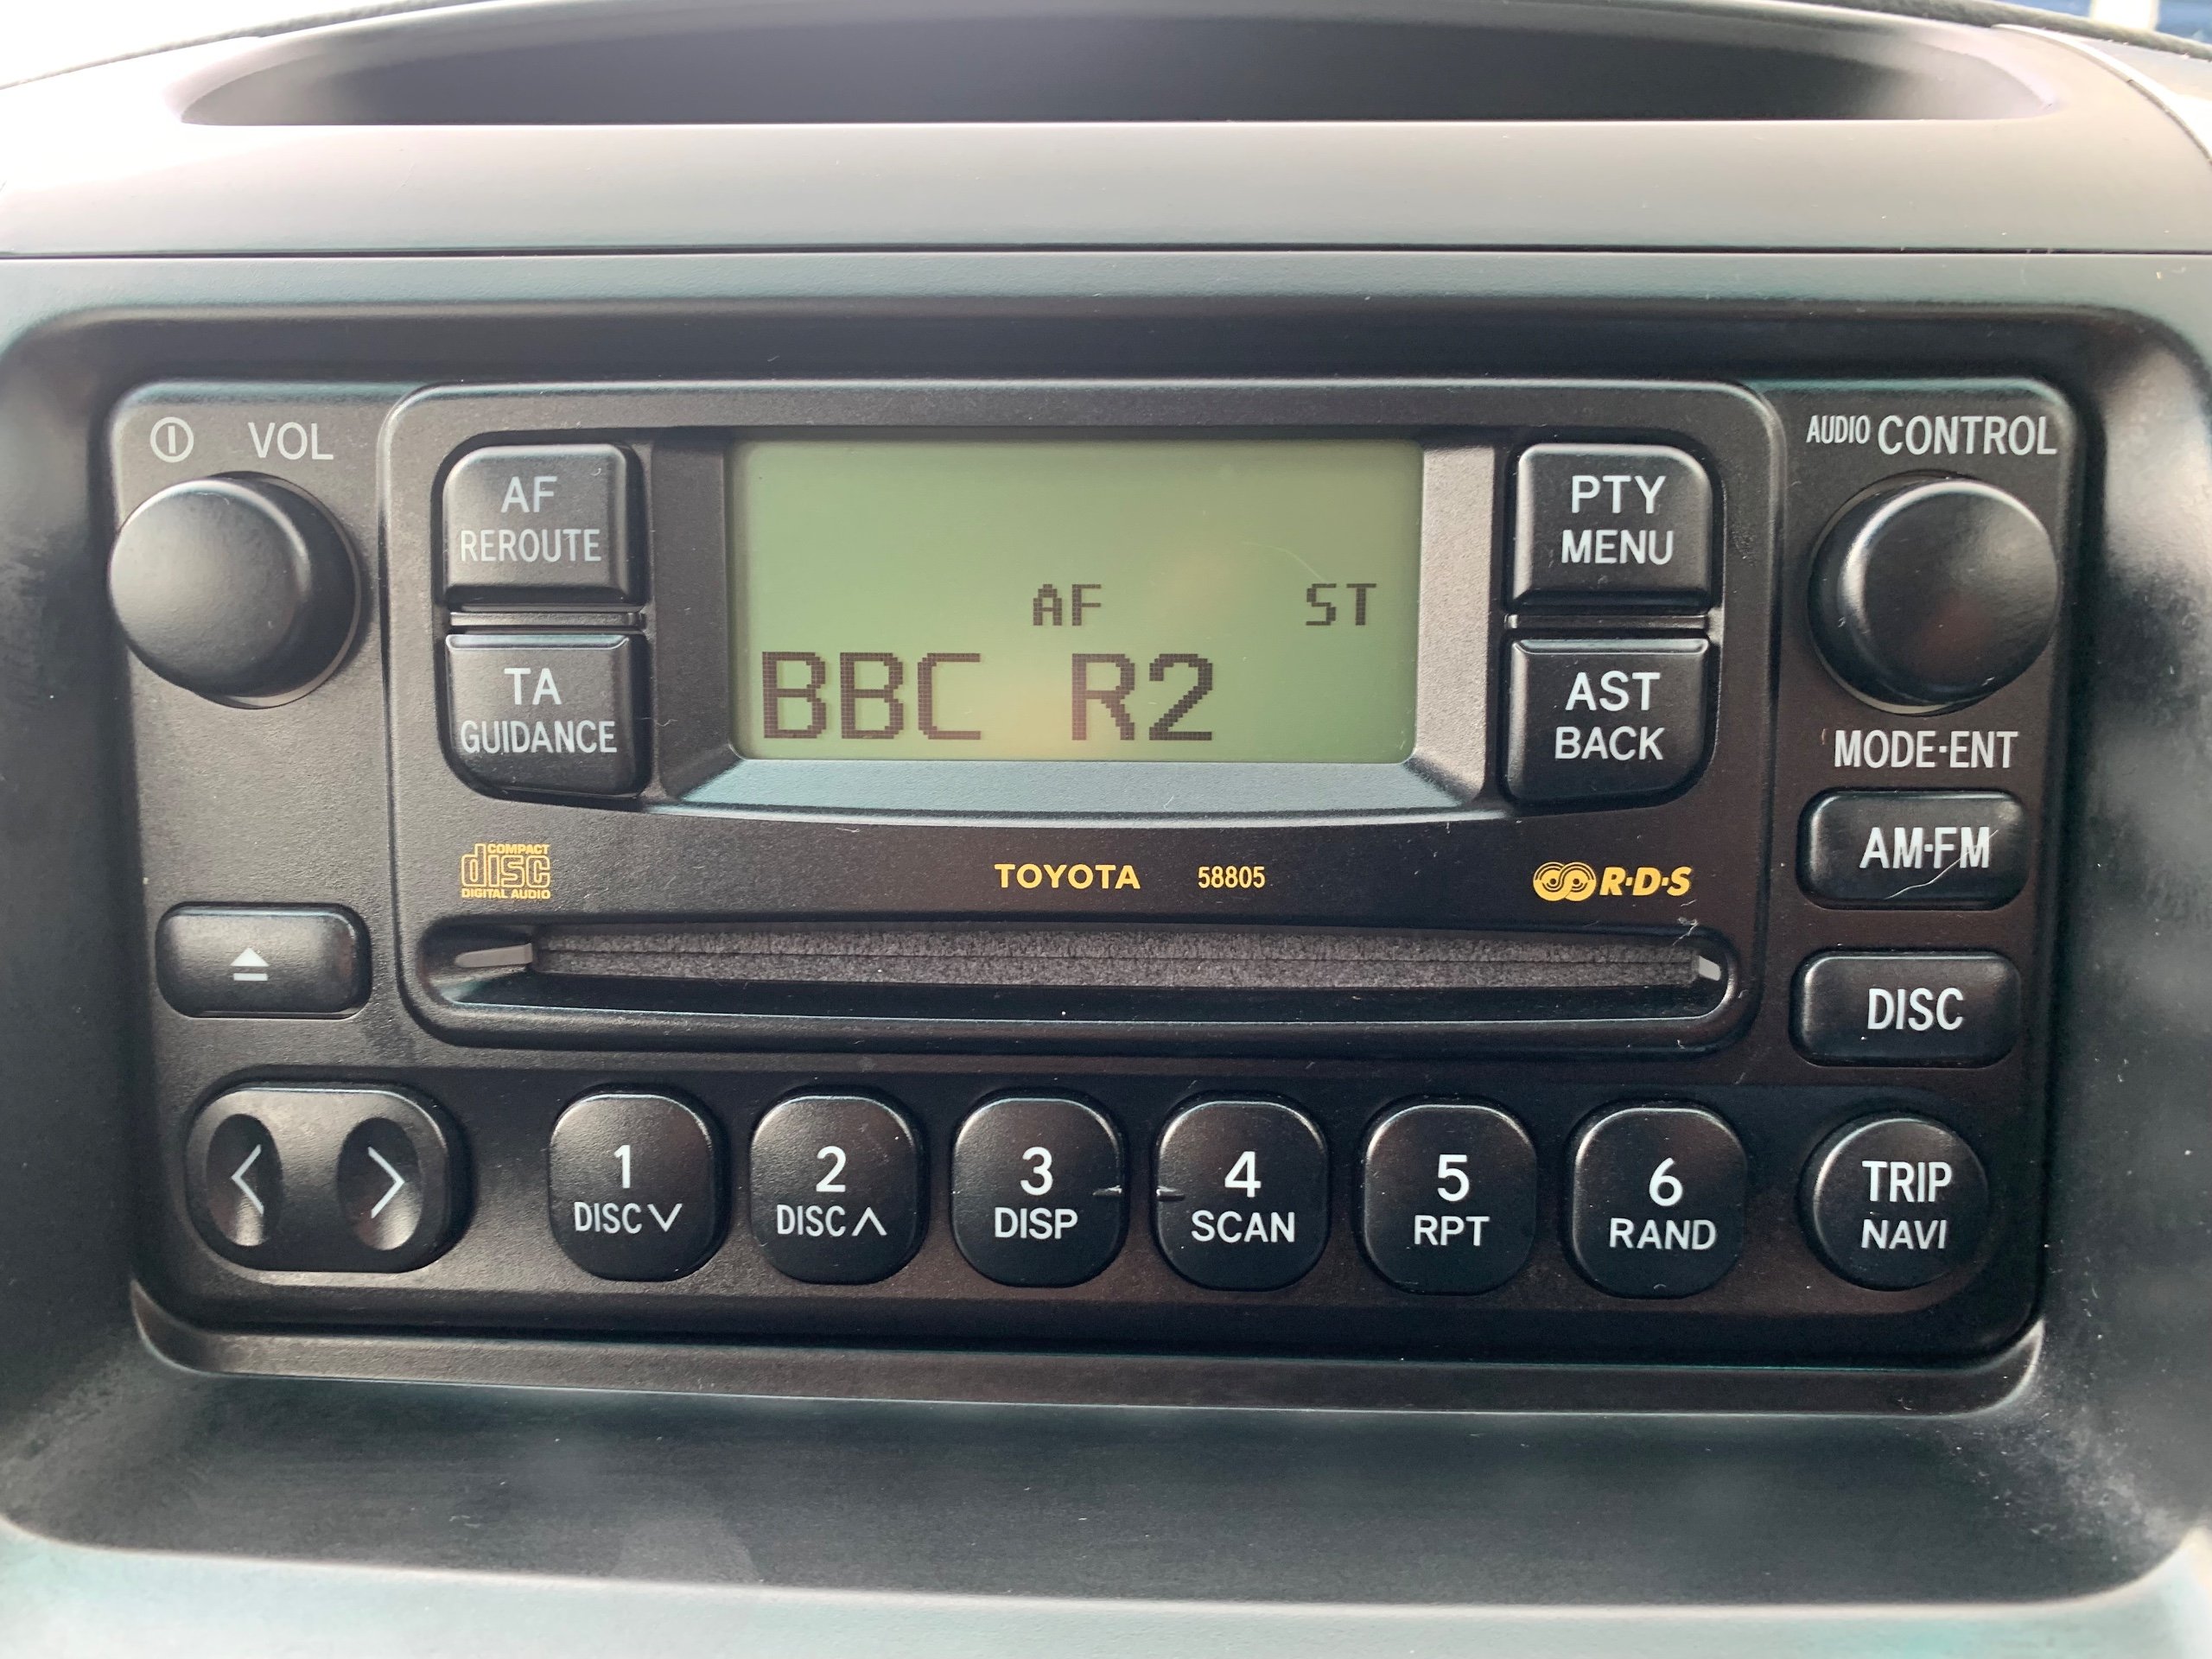 VOL
AUDIO CONTROL
AF
REROUTE
PTY
MENU
AF ST
BBC R2
TA
GUIDANCE
AST
BACK
MODE·ENT
AM·FM
COMPACT
disc
DIGITAL AUDIO
TOYOTA 58805
R·D·S
DISC
1
DISC
2
DISC
3
DISP
4
SCAN
5
RPT
6
RAND
TRIP
NAVI